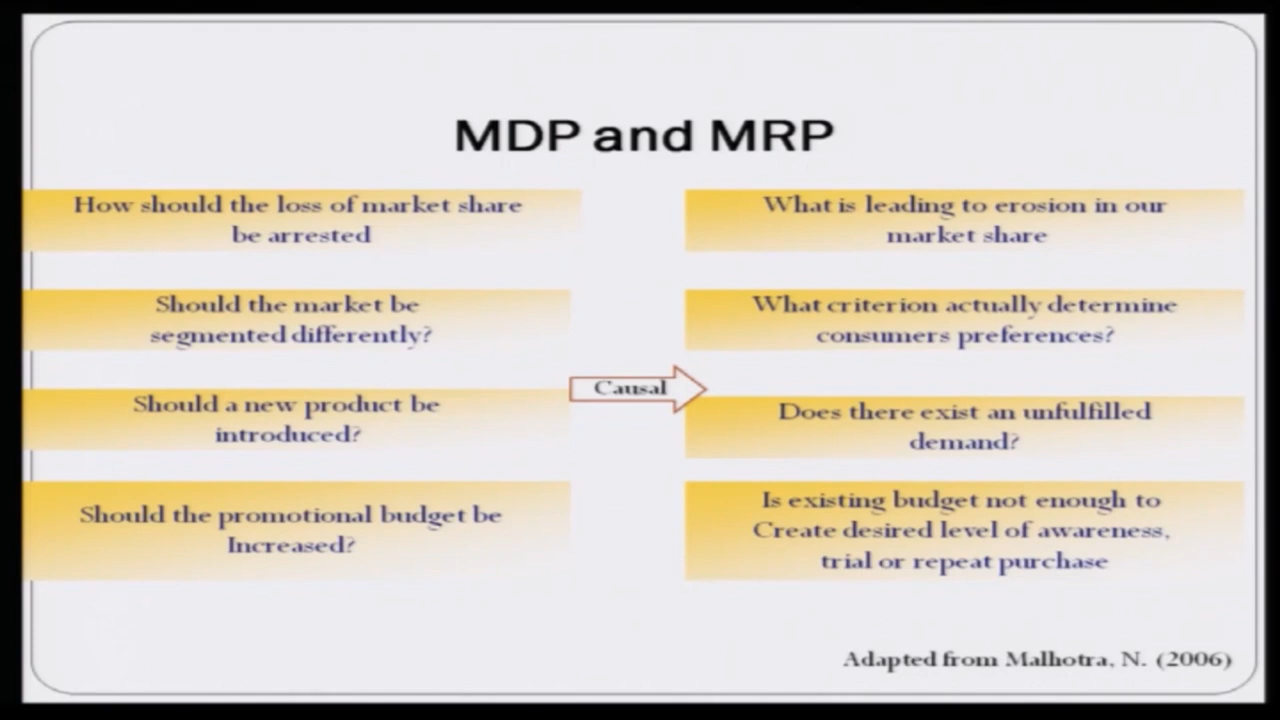 MDP and MRP
How should the loss of market share
be arrested
What is leading to erosion in our
market share
Should the market be
segmented differently?
What criterion actually determine
consumers preferences?
Causal
Should a new product be
introduced?
Does there exist an unfulfilled
demand?
Should the promotional budget be
Increased?
Is existing budget not enough to
Create desired level of awareness,
trial or repeat purchase
Adapted from Malhotra, N. (2006)